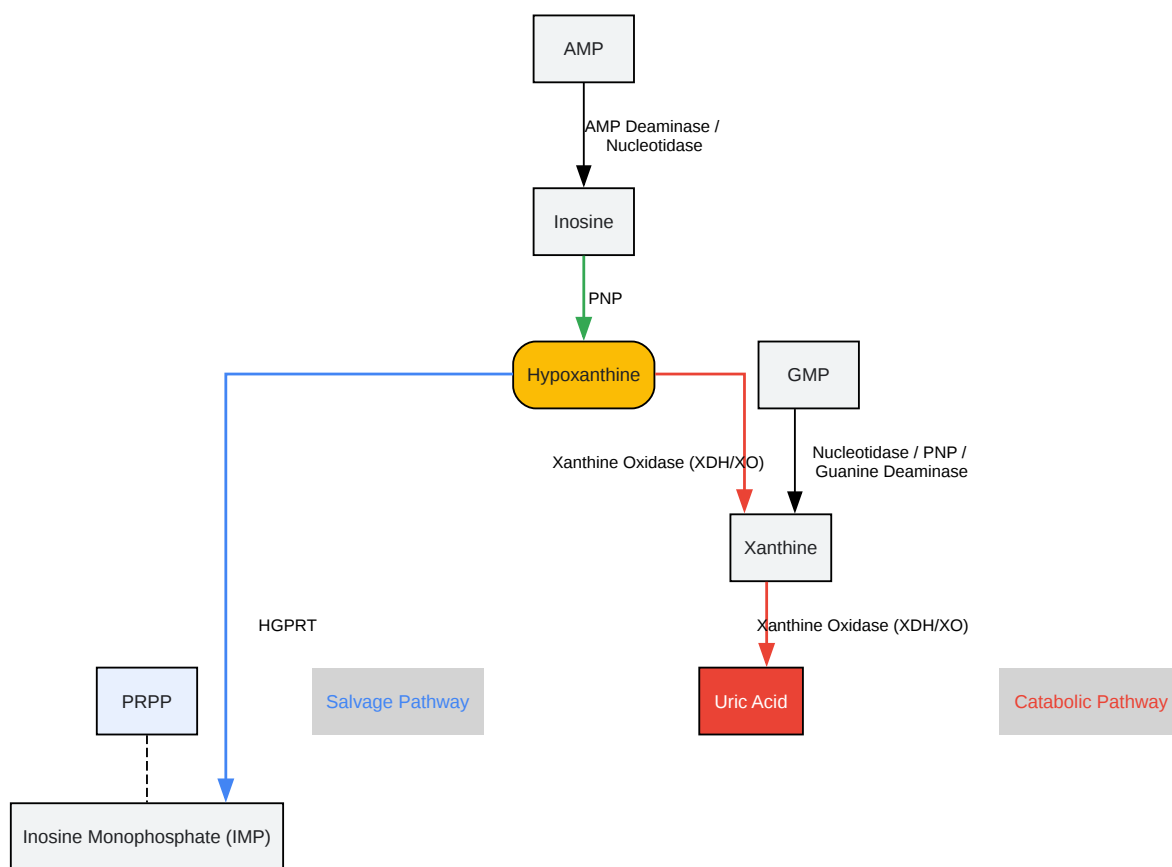 AMP
AMP Deaminase /
Nucleotidase
Inosine
PNP
Hypoxanthine
GMP
Xanthine Oxidase (XDH/XO)
Nucleotidase / PNP /
Guanine Deaminase
Xanthine
HGPRT
Xanthine Oxidase (XDH/XO)
PRPP
Salvage Pathway
Uric Acid
Catabolic Pathway
Inosine Monophosphate (IMP)